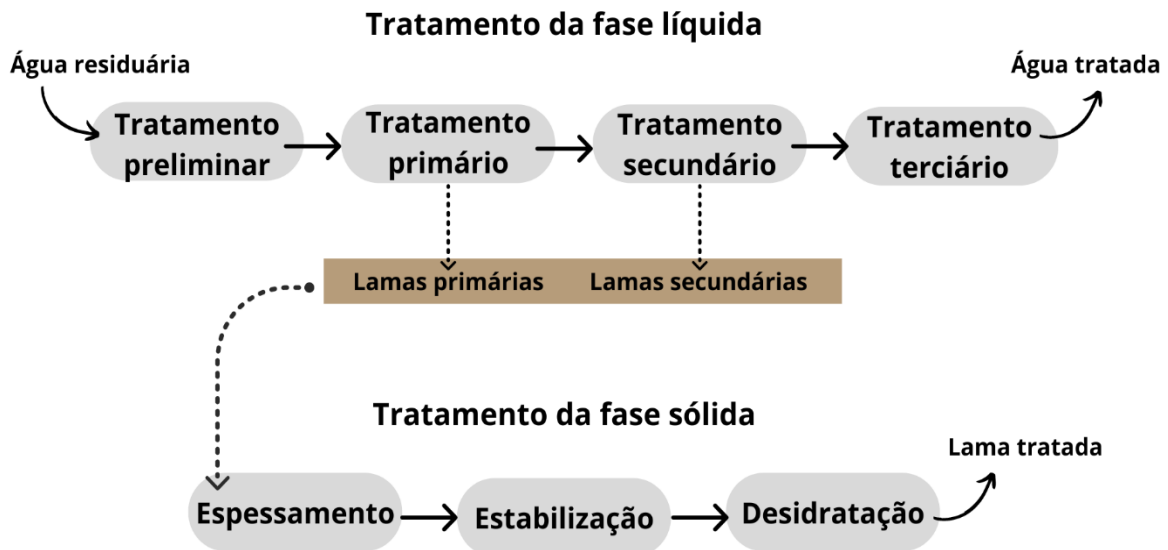 Tratamento da fase líquida
Água residuária
Água tratada
Tratamento
preliminar
Tratamento
primário
Tratamento
secundário
Tratamento
terciário
Lamas primárias
Lamas secundárias
Tratamento da fase sólida
Lama tratada
Espessamento
Estabilização
Desidratação